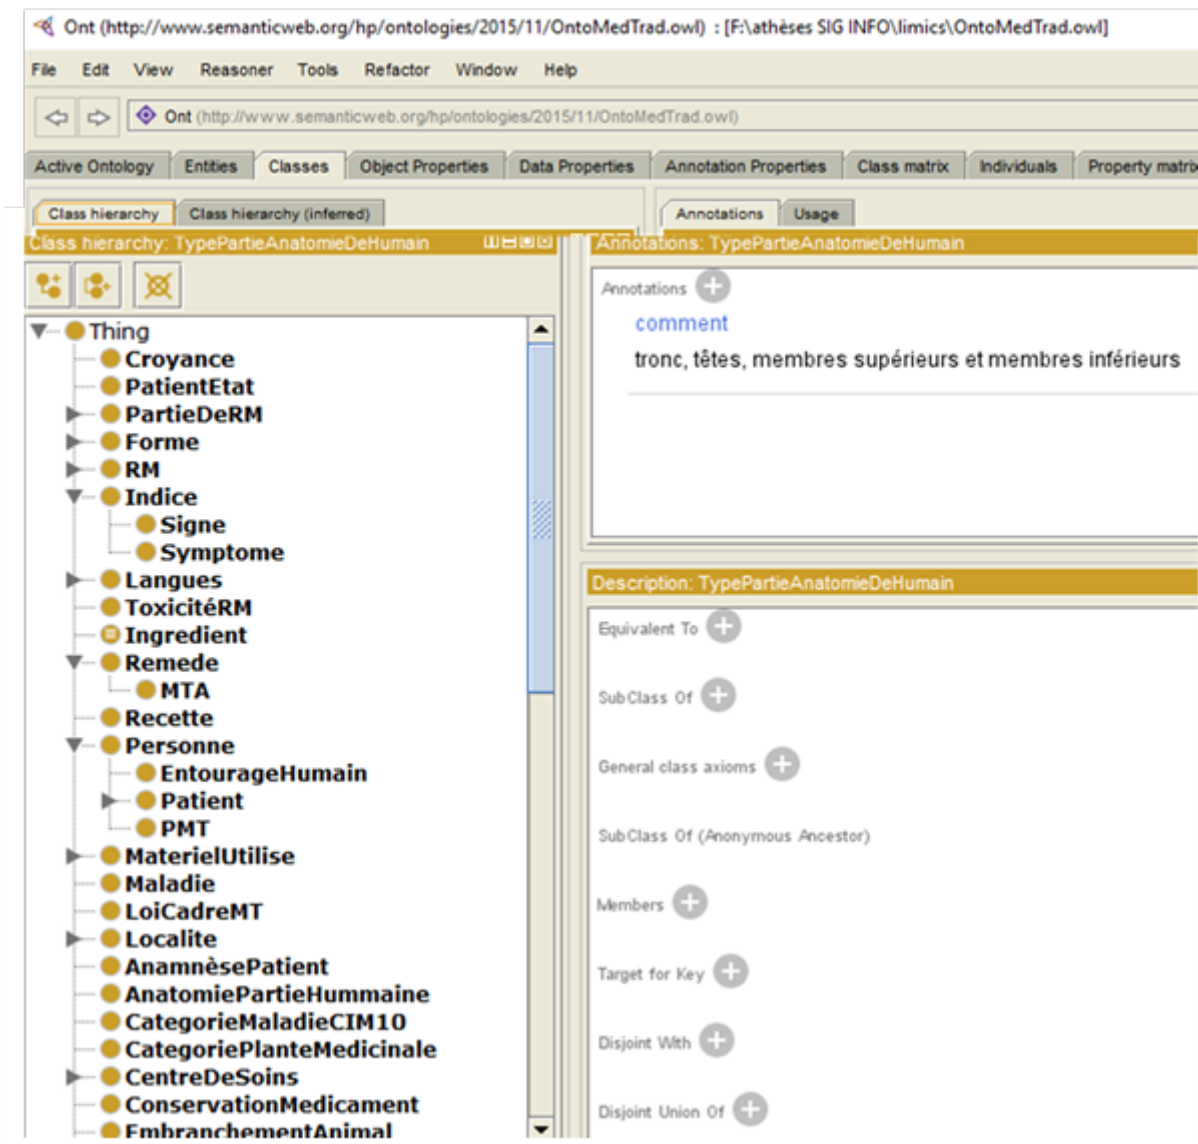 Ont (http://www.semanticweb.org/hp/ontologies/2015/11/OntoMedTrad.owl) : [F:\athèses SIG INFO\limics\OntoMedTrad.owl]
File Edit View Reasoner Tools Refactor Window Help
Ont (http://www.semanticweb.org/hp/ontologies/2015/11/OntoMedTrad.owl)
Active Ontology Entities Classes Object Properties Data Properties Annotation Properties Class matrix Individuals Property matrix
Class hierarchy Class hierarchy (inferred)
Class hierarchy: TypePartieAnatomieDeHumain
Thing
Croyance
PatientEtat
PartieDeRM
Forme
RM
Indice
Signe
Symptome
Langues
ToxicitéRM
Ingredient
Remede
MTA
Recette
Personne
EntourageHumain
Patient
PMT
MaterielUtilise
Maladie
LoiCadreMT
Localite
AnamnèsePatient
AnatomiePartieHummaine
CategorieMaladieCIM10
CategoriePlanteMedicinale
CentreDeSoins
ConservationMedicament
EmbranchementAnimal
Annotations Usage
Annotations: TypePartieAnatomieDeHumain
Annotations
comment
tronc, têtes, membres supérieurs et membres inférieurs
Description: TypePartieAnatomieDeHumain
Equivalent To
SubClass Of
General class axioms
SubClass Of (Anonymous Ancestor)
Members
Target for Key
Disjoint With
Disjoint Union Of